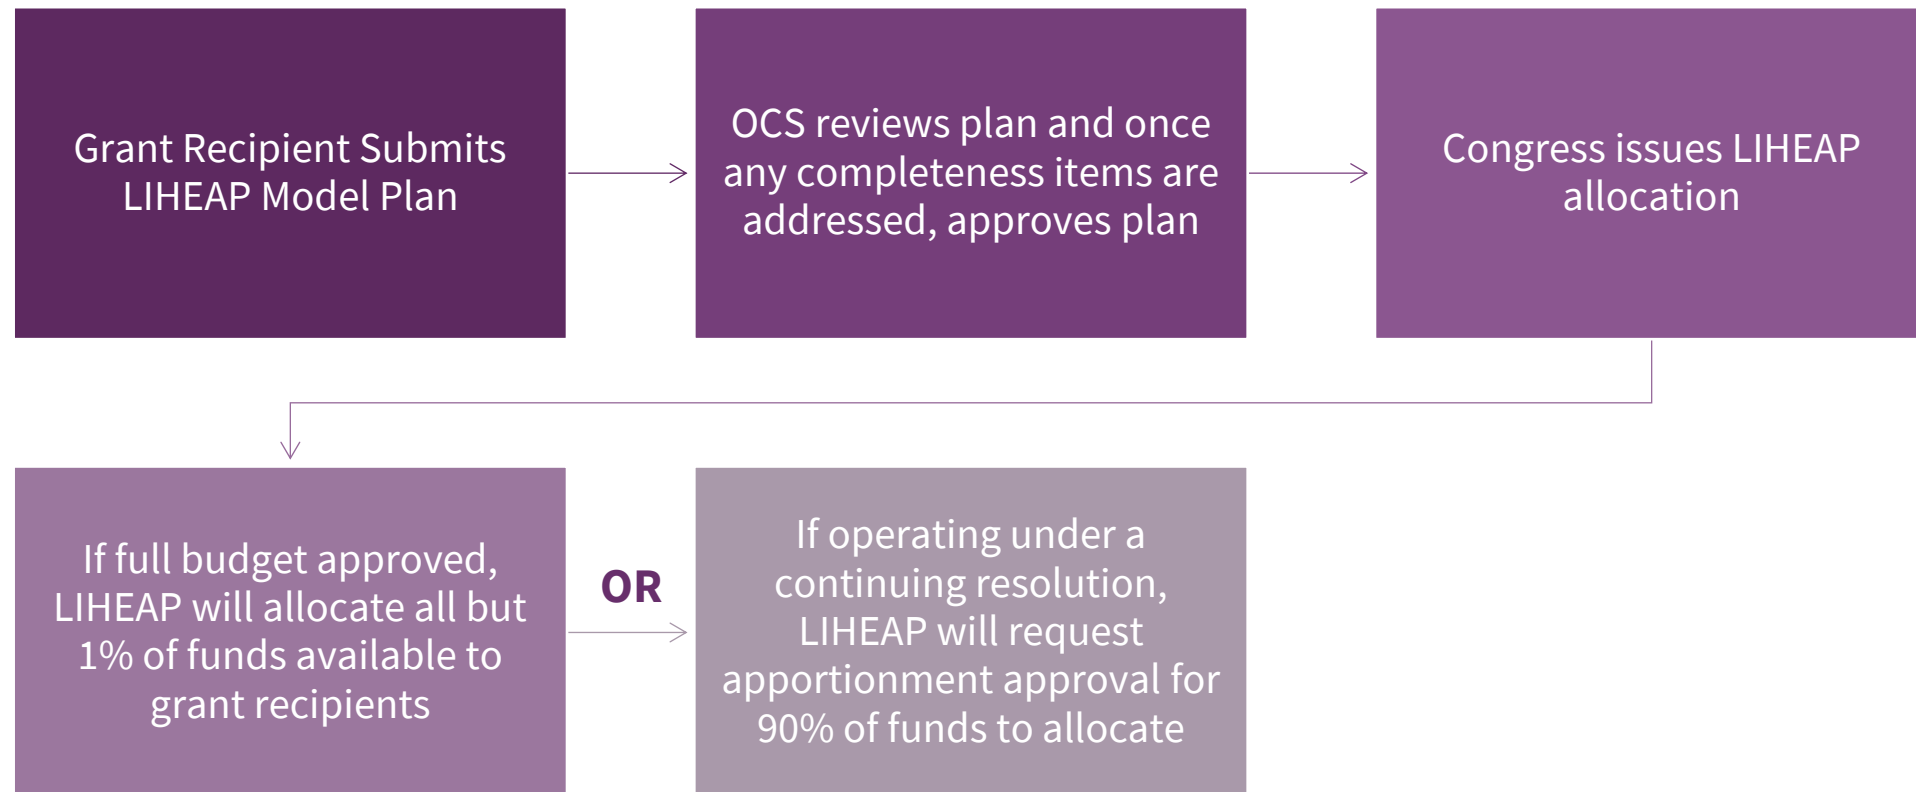 Grant Recipient Submits
LIHEAP Model Plan
OCS reviews plan and once
any completeness items are
addressed, approves plan
Congress issues LIHEAP
allocation
If full budget approved,
LIHEAP will allocate all but
1% of funds available to
grant recipients
OR
If operating under a
continuing resolution,
LIHEAP will request
apportionment approval for
90% of funds to allocate